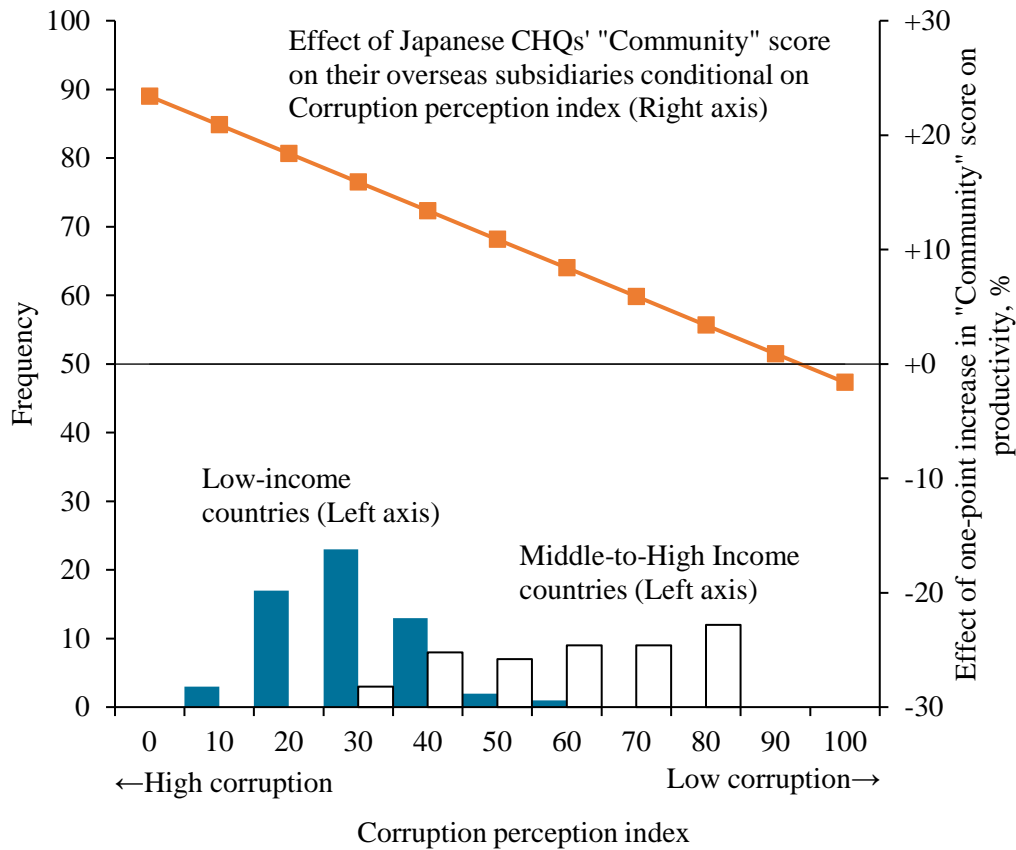 Effect of Japanese CHQs' "Community" score
on their overseas subsidiaries conditional on
Corruption perception index (Right axis)
100
90
80
70
60
50
40
30
20
10
0
Frequency
+30
+20
+10
+0
-10
-20
-30
Effect of one-point increase in "Community" score on
productivity, %
Low-income
countries (Left axis)
Middle-to-High Income
countries (Left axis)
0 10 20 30 40 50 60 70 80 90 100
←High corruption Low corruption→
Corruption perception index